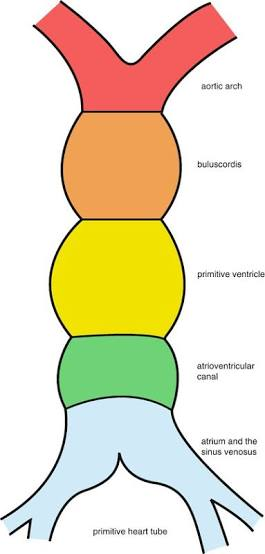 aortic arch
buluscordis
primitive ventricle
atrioventricular
canal
atrium and the
sinus venosus
primitive heart tube